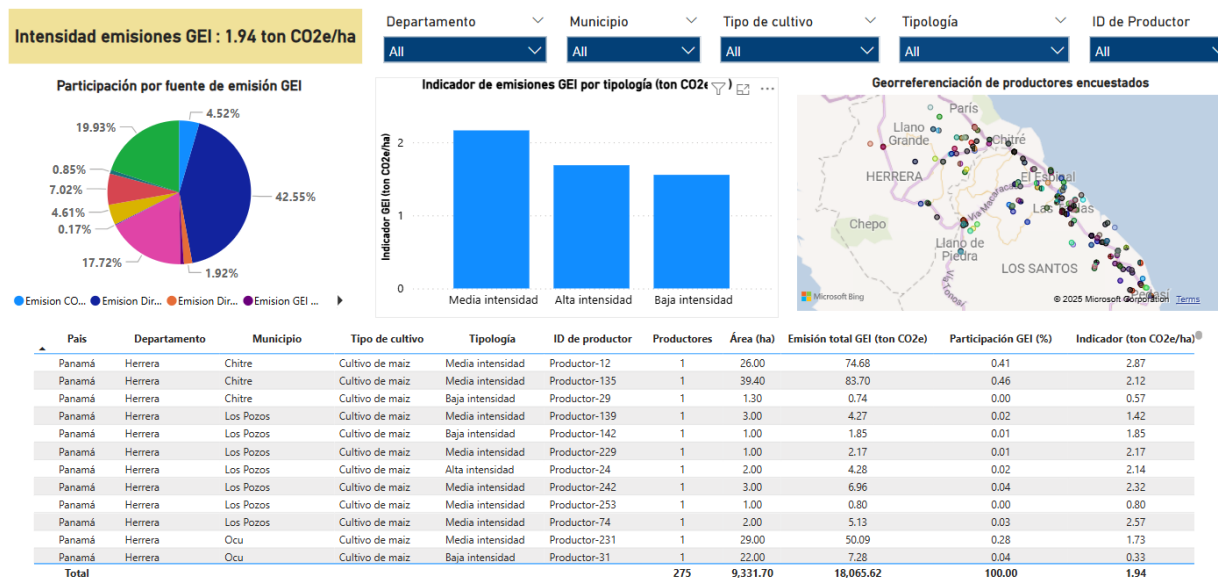 Intensidad emisiones GEI : 1.94 ton CO2e/ha
Departamento
Municipio
Tipo de cultivo
Tipología
ID de Productor
All
All
All
All
All
Participación por fuente de emisión GEI
4.52%
42.55%
1.92%
17.72%
0.17%
4.61%
7.02%
0.85%
19.93%
Emision CO... Emision Dir... Emision Dir... Emision GEI ...
Indicador de emisiones GEI por tipología (ton CO2e
)
Indicador GEI (ton CO2e/ha)
2
1
0
Media intensidad Alta intensidad Baja intensidad
Georreferenciación de productores encuestados
París
Llano
Grande
Chitré
HERRERA
El Espinal
Vía Macaracas
Las Tablas
Chepo
Llano de
Piedra
LOS SANTOS
Vía Tonosí
Pedasí
Microsoft Bing
© 2025 Microsoft Corporation Terms
Pais Departamento Municipio Tipo de cultivo Tipología ID de productor Productores Área (ha) Emisión total GEI (ton CO2e) Participación GEI (%) Indicador (ton CO2e/ha)
Panamá Herrera Chitre Cultivo de maiz Media intensidad Productor-12 1 26.00 74.68 0.41 2.87
Panamá Herrera Chitre Cultivo de maiz Media intensidad Productor-135 1 39.40 83.70 0.46 2.12
Panamá Herrera Chitre Cultivo de maiz Baja intensidad Productor-29 1 1.30 0.74 0.00 0.57
Panamá Herrera Los Pozos Cultivo de maiz Media intensidad Productor-139 1 3.00 4.27 0.02 1.42
Panamá Herrera Los Pozos Cultivo de maiz Baja intensidad Productor-142 1 1.00 1.85 0.01 1.85
Panamá Herrera Los Pozos Cultivo de maiz Media intensidad Productor-229 1 1.00 2.17 0.01 2.17
Panamá Herrera Los Pozos Cultivo de maiz Alta intensidad Productor-24 1 2.00 4.28 0.02 2.14
Panamá Herrera Los Pozos Cultivo de maiz Media intensidad Productor-242 1 3.00 6.96 0.04 2.32
Panamá Herrera Los Pozos Cultivo de maiz Media intensidad Productor-253 1 1.00 0.80 0.00 0.80
Panamá Herrera Los Pozos Cultivo de maiz Media intensidad Productor-74 1 2.00 5.13 0.03 2.57
Panamá Herrera Ocu Cultivo de maiz Media intensidad Productor-231 1 29.00 50.09 0.28 1.73
Panamá Herrera Ocu Cultivo de maiz Baja intensidad Productor-31 1 22.00 7.28 0.04 0.33
Total 275 9,331.70 18,065.62 100.00 1.94